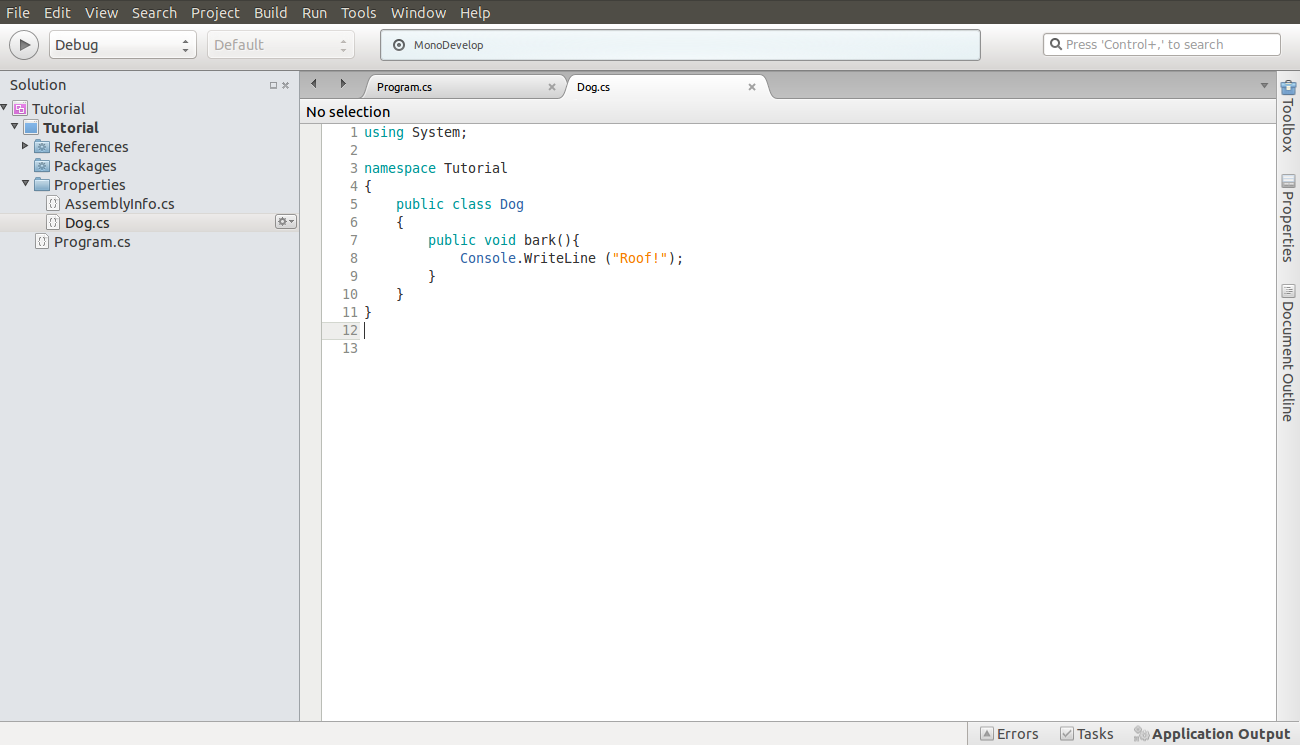 File Edit View Search Project Build Run Tools Window Help
Debug Default MonoDevelop Press 'Control+,' to search
Solution
Tutorial
Tutorial
References
Packages
Properties
AssemblyInfo.cs
Dog.cs
Program.cs
Program.cs Dog.cs
No selection
1 using System;
2
3 namespace Tutorial
4 {
5 public class Dog
6 {
7 public void bark(){
8 Console.WriteLine ("Roof!");
9 }
10 }
11 }
12
13
Toolbox
Properties
Document Outline
Errors Tasks Application Output